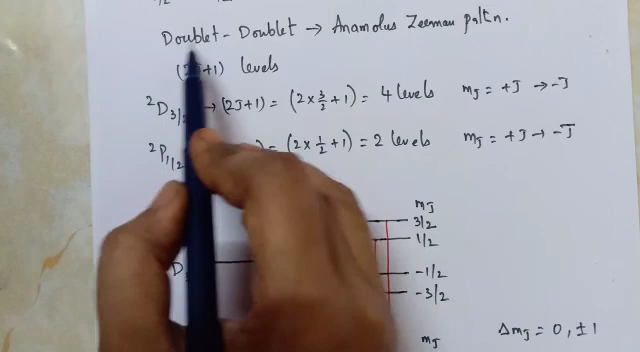 Doublet - Doublet → Anamolus Zeeman pattn.
(2J+1) levels
²D3/2 → (2J+1) = (2×3/2+1) = 4 levels mJ = +J → -J
²P1/2 = (2×1/2+1) = 2 levels mJ = +J → -J
mJ
3/2
1/2
D -1/2
-3/2
mJ ΔmJ = 0, ±1